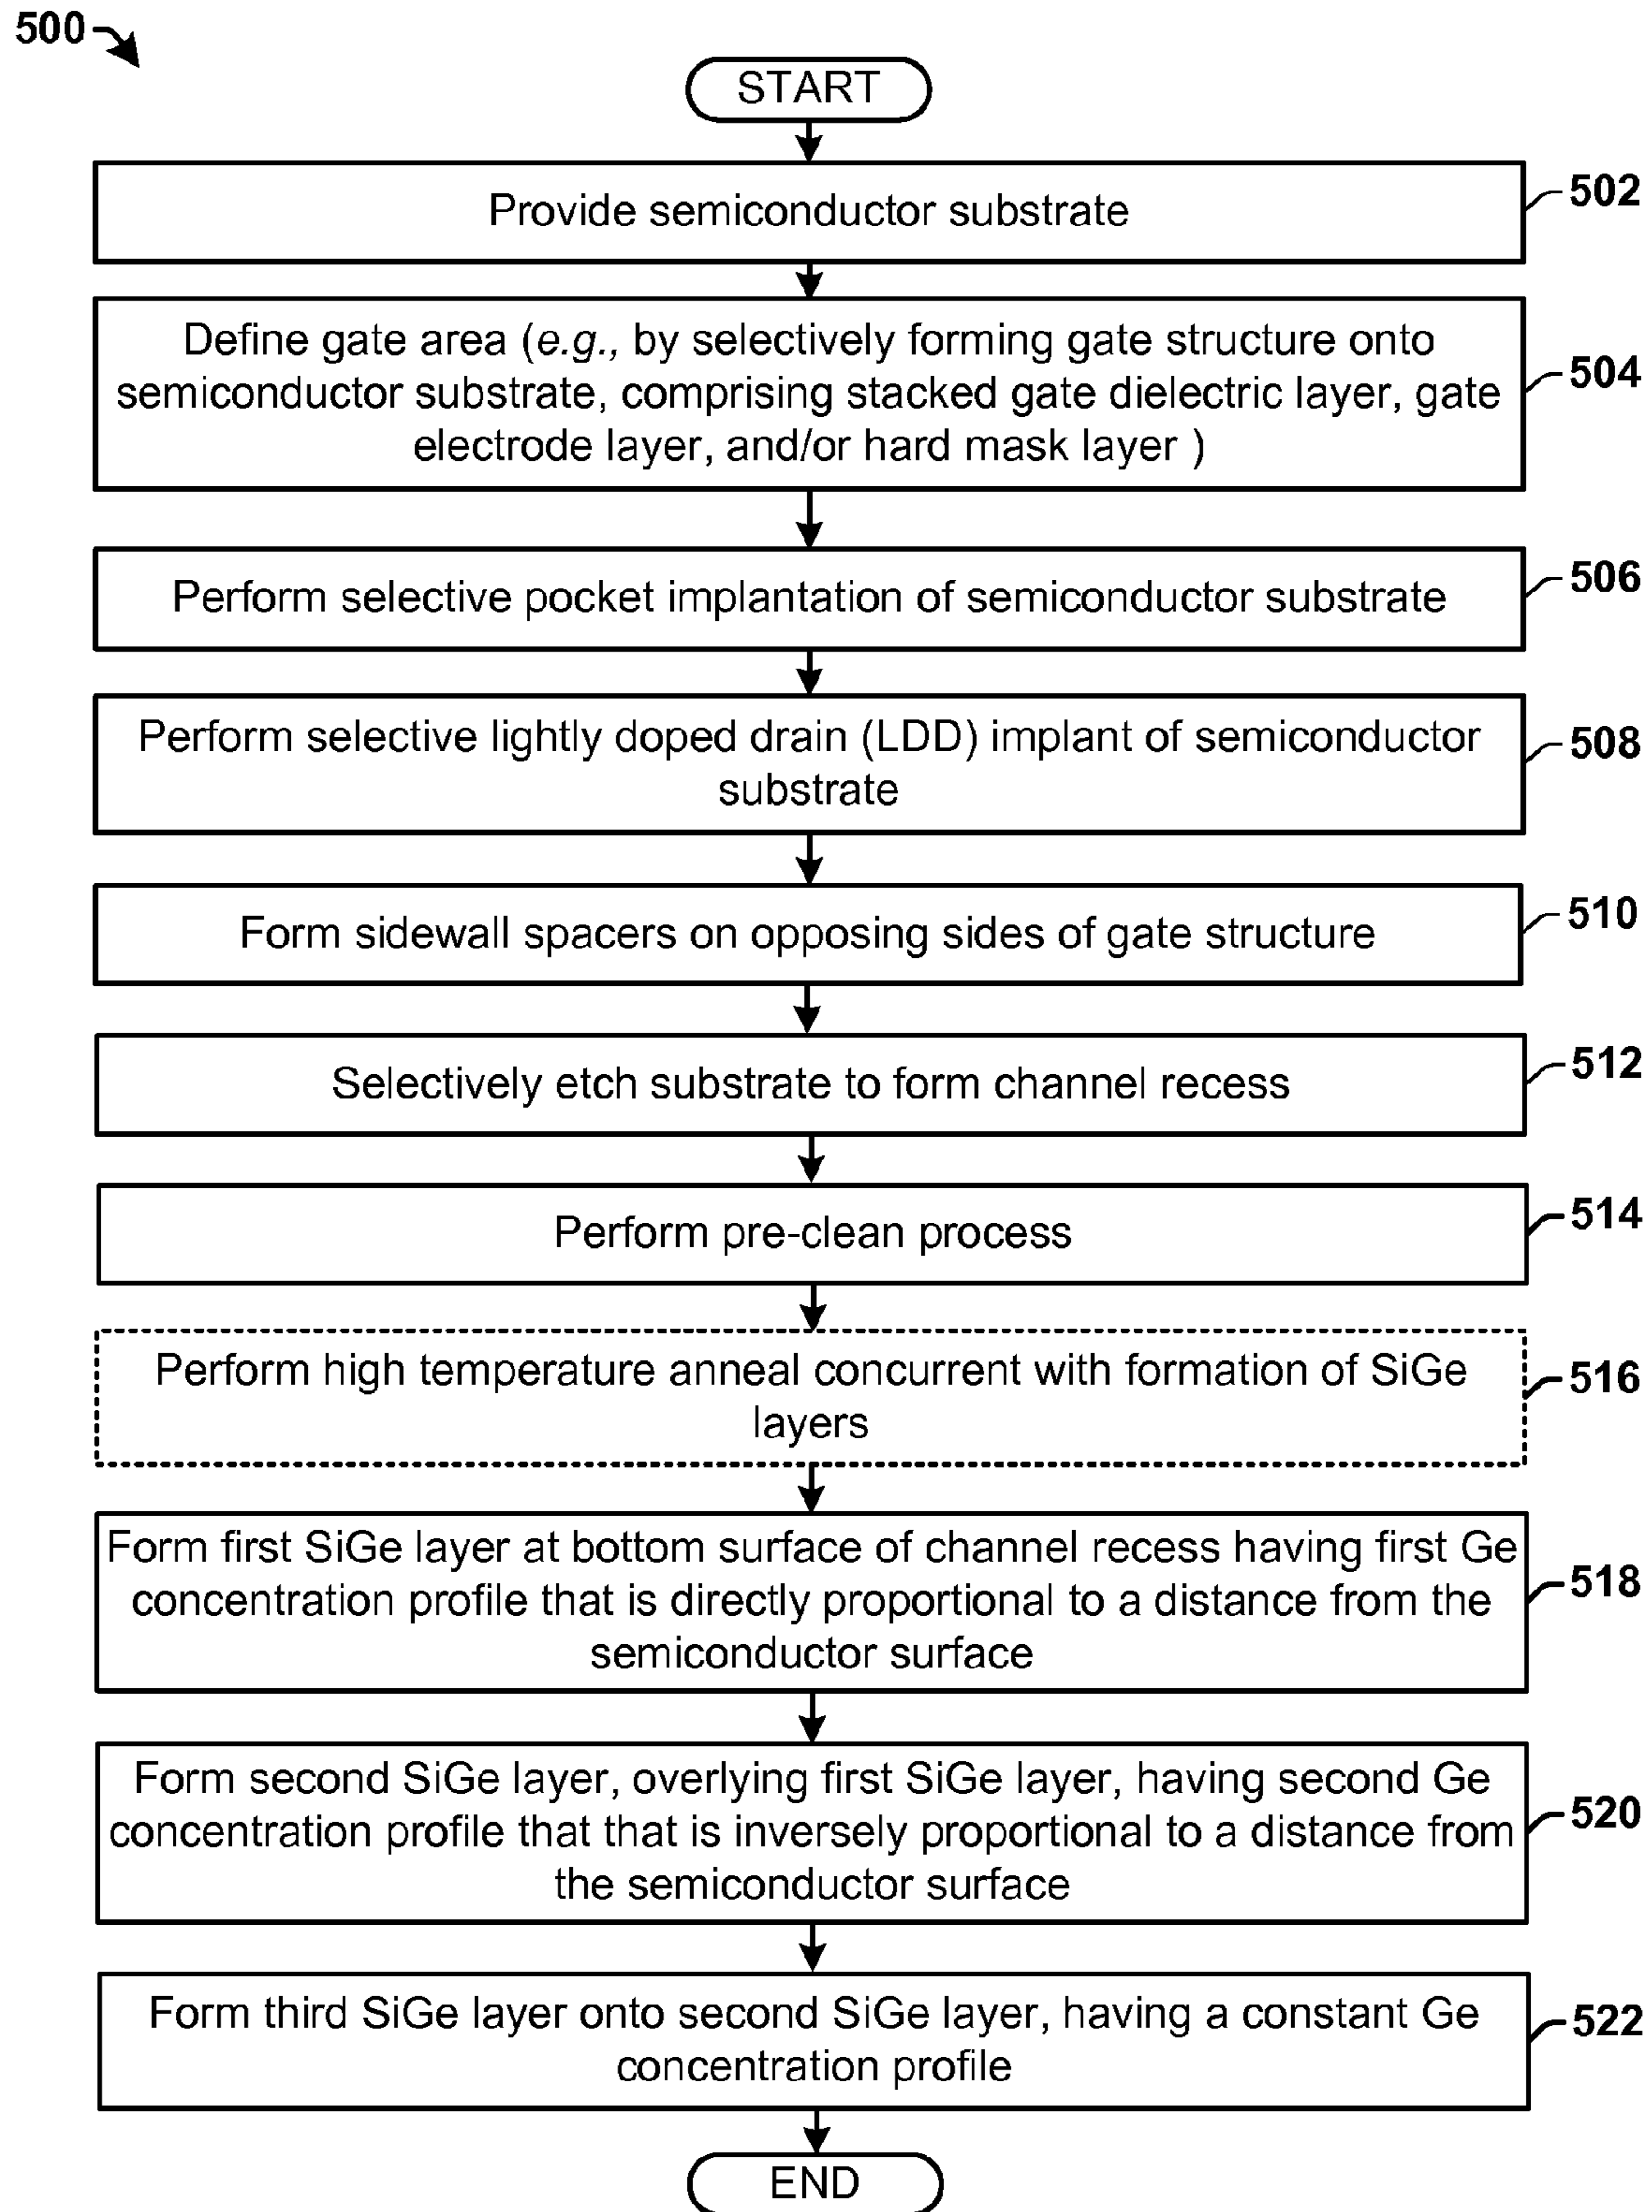 500
START
Provide semiconductor substrate
502
Define gate area (e.g., by selectively forming gate structure onto
semiconductor substrate, comprising stacked gate dielectric layer, gate
electrode layer, and/or hard mask layer )
504
Perform selective pocket implantation of semiconductor substrate
506
Perform selective lightly doped drain (LDD) implant of semiconductor
substrate
508
Form sidewall spacers on opposing sides of gate structure
510
Selectively etch substrate to form channel recess
512
Perform pre-clean process
514
Perform high temperature anneal concurrent with formation of SiGe
layers
516
Form first SiGe layer at bottom surface of channel recess having first Ge
concentration profile that is directly proportional to a distance from the
semiconductor surface
518
Form second SiGe layer, overlying first SiGe layer, having second Ge
concentration profile that that is inversely proportional to a distance from
the semiconductor surface
520
Form third SiGe layer onto second SiGe layer, having a constant Ge
concentration profile
522
END